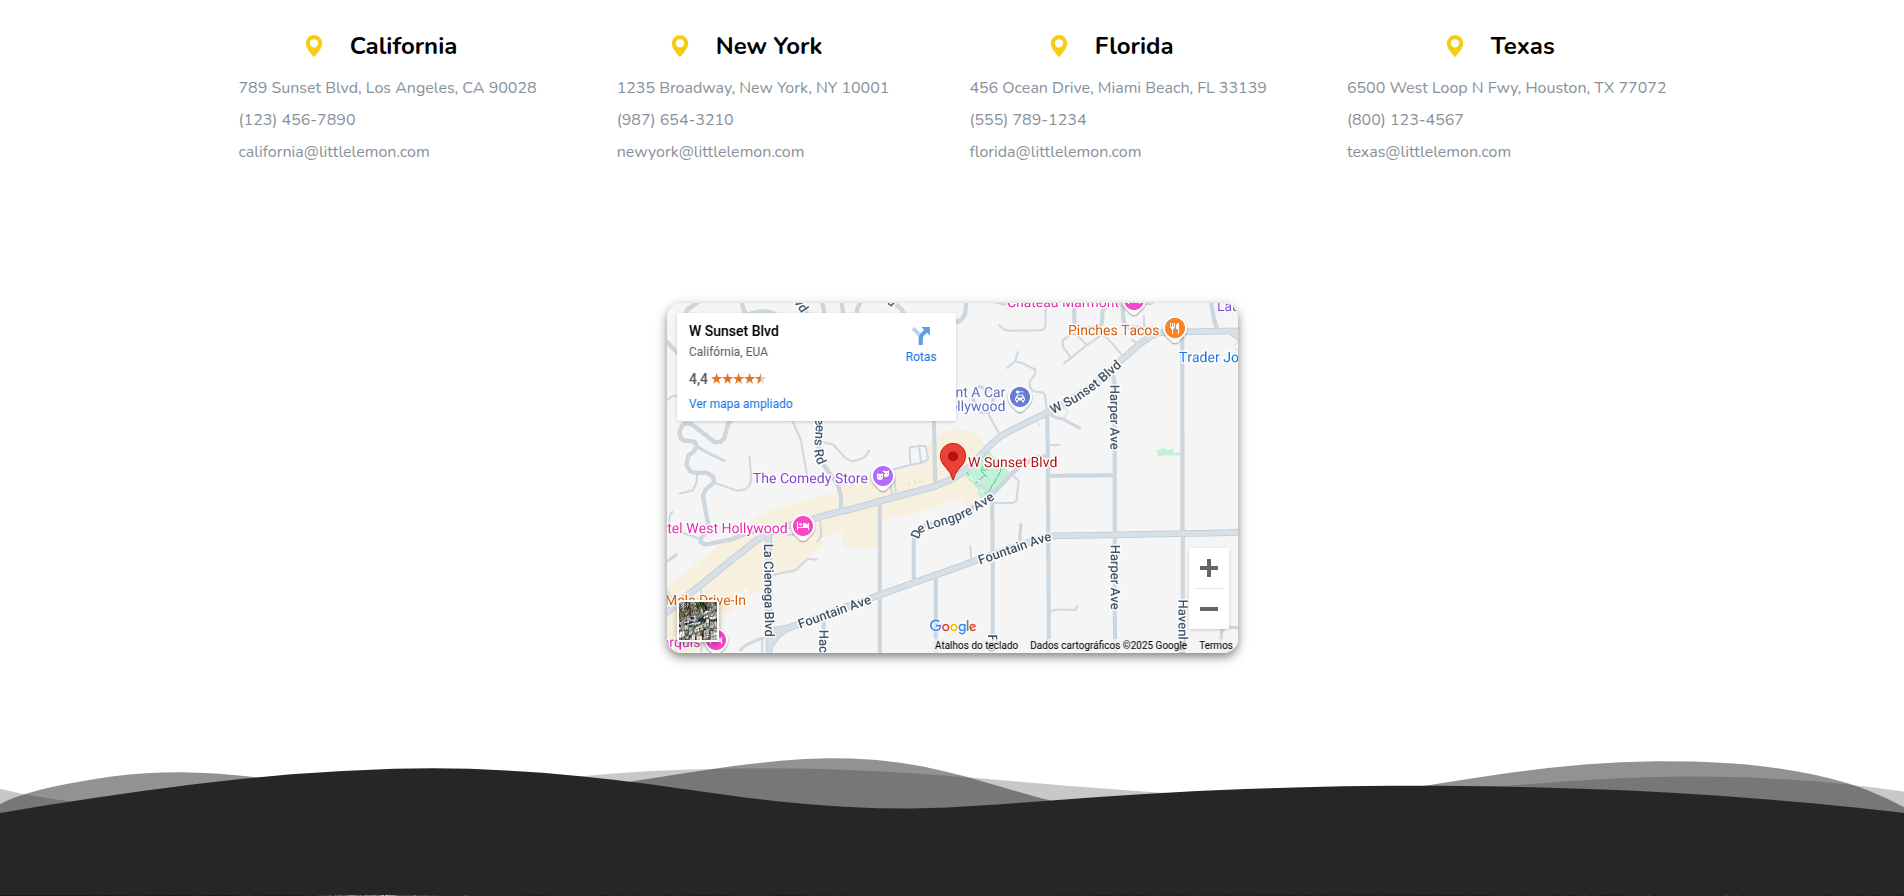 California
789 Sunset Blvd, Los Angeles, CA 90028
(123) 456-7890
california@littlelemon.com
New York
1235 Broadway, New York, NY 10001
(987) 654-3210
newyork@littlelemon.com
Florida
456 Ocean Drive, Miami Beach, FL 33139
(555) 789-1234
florida@littlelemon.com
Texas
6500 West Loop N Fwy, Houston, TX 77072
(800) 123-4567
texas@littlelemon.com
W Sunset Blvd
Califórnia, EUA
4,4
Ver mapa ampliado
Rotas
Chateau Marmont
Pinches Tacos
Trader Jo
nt A Car
ollywood
W Sunset Blvd
Harper Ave
eens Rd
W Sunset Blvd
The Comedy Store
De Longpre Ave
tel West Hollywood
Fountain Ave
La Cienega Blvd
Harper Ave
Mels Drive-In
Fountain Ave
Havenh
Hac
rquis
Google
Atalhos do teclado
Dados cartográficos ©2025 Google
Termos